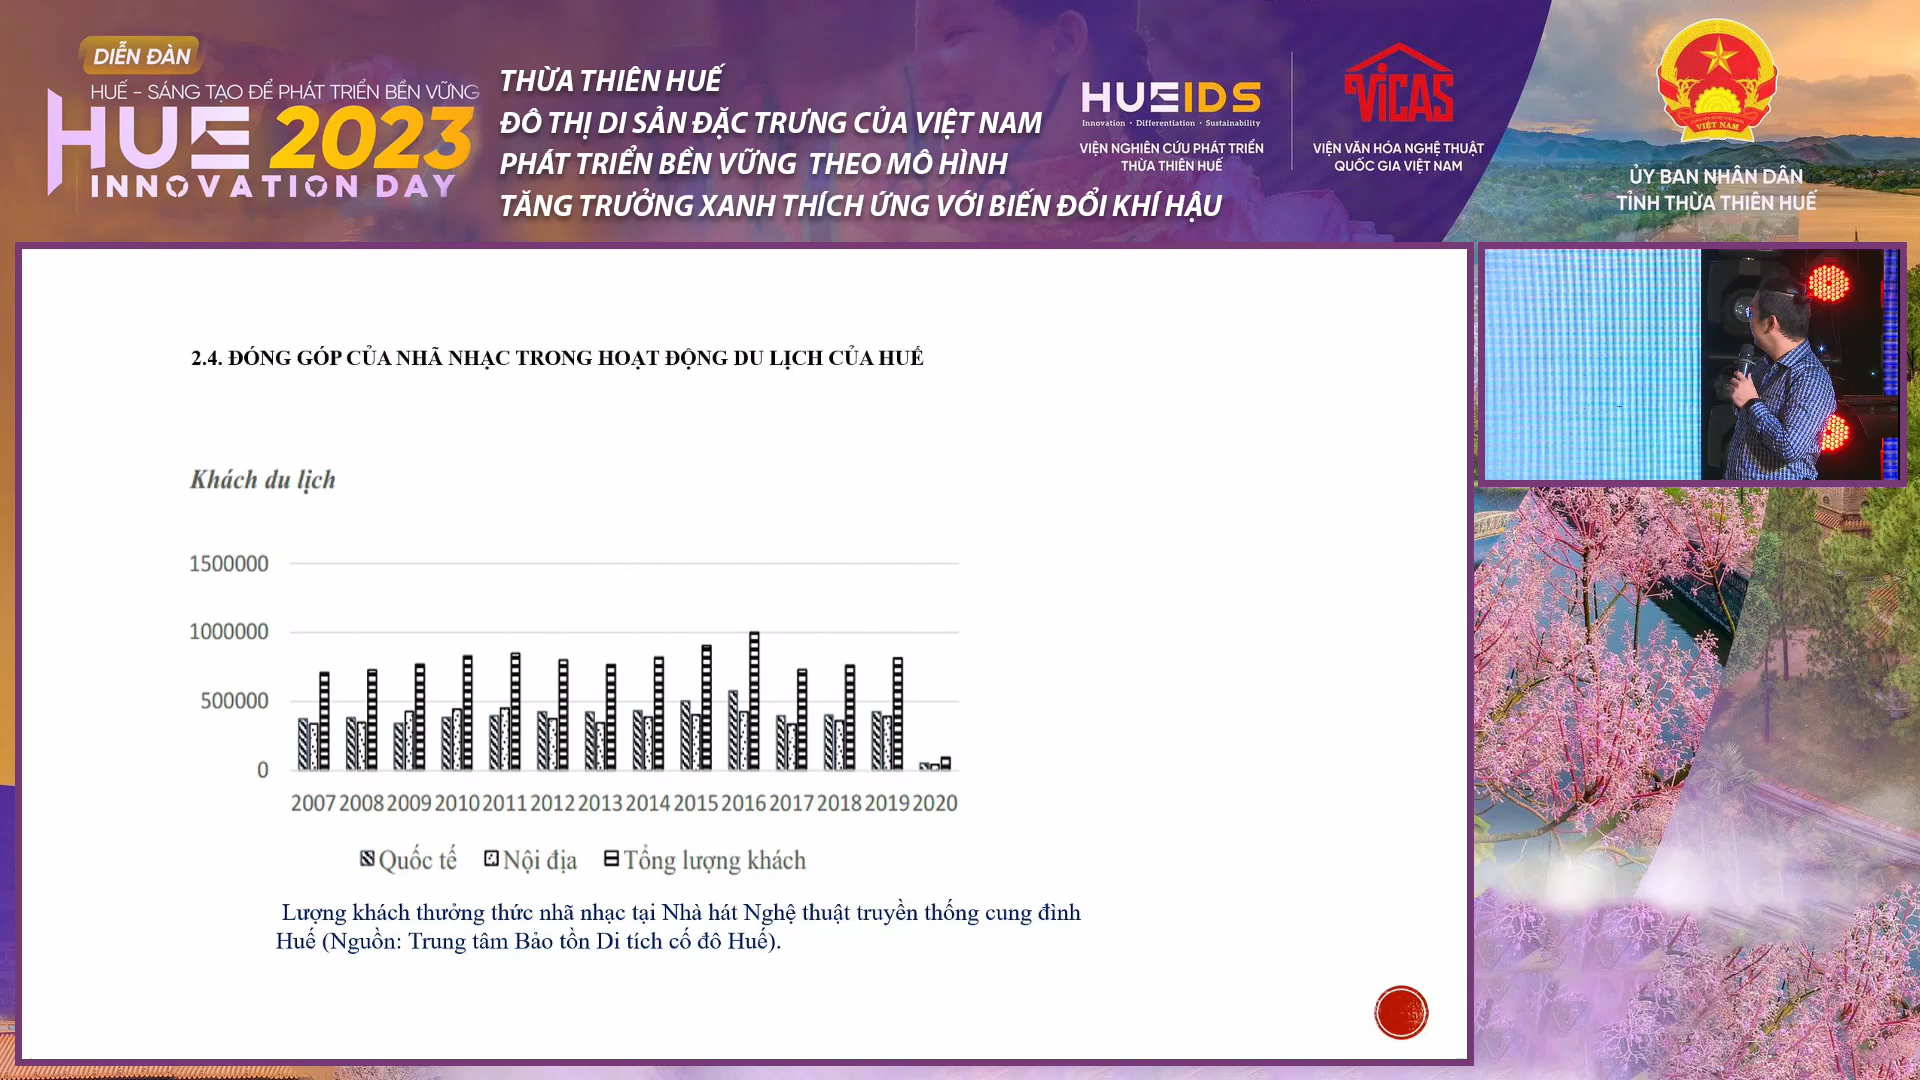 DIỄN ĐÀN
HUẾ – SÁNG TẠO ĐỂ PHÁT TRIỂN BỀN VỮNG
HUE 2023
INNOVATION DAY
THỪA THIÊN HUẾ
ĐÔ THỊ DI SẢN ĐẶC TRƯNG CỦA VIỆT NAM
PHÁT TRIỂN BỀN VỮNG THEO MÔ HÌNH
TĂNG TRƯỞNG XANH THÍCH ỨNG VỚI BIẾN ĐỔI KHÍ HẬU
HUEIDS
Innovation · Differentiation · Sustainability
VIỆN NGHIÊN CỨU PHÁT TRIỂN
THỪA THIÊN HUẾ
VICAS
VIỆN VĂN HÓA NGHỆ THUẬT
QUỐC GIA VIỆT NAM
VIỆT NAM
ỦY BAN NHÂN DÂN
TỈNH THỪA THIÊN HUẾ
2.4. ĐÓNG GÓP CỦA NHÃ NHẠC TRONG HOẠT ĐỘNG DU LỊCH CỦA HUẾ
Khách du lịch
1500000
1000000
500000
0
2007 2008 2009 2010 2011 2012 2013 2014 2015 2016 2017 2018 2019 2020
Quốc tế Nội địa Tổng lượng khách
Lượng khách thưởng thức nhã nhạc tại Nhà hát Nghệ thuật truyền thống cung đình
Huế (Nguồn: Trung tâm Bảo tồn Di tích cố đô Huế).